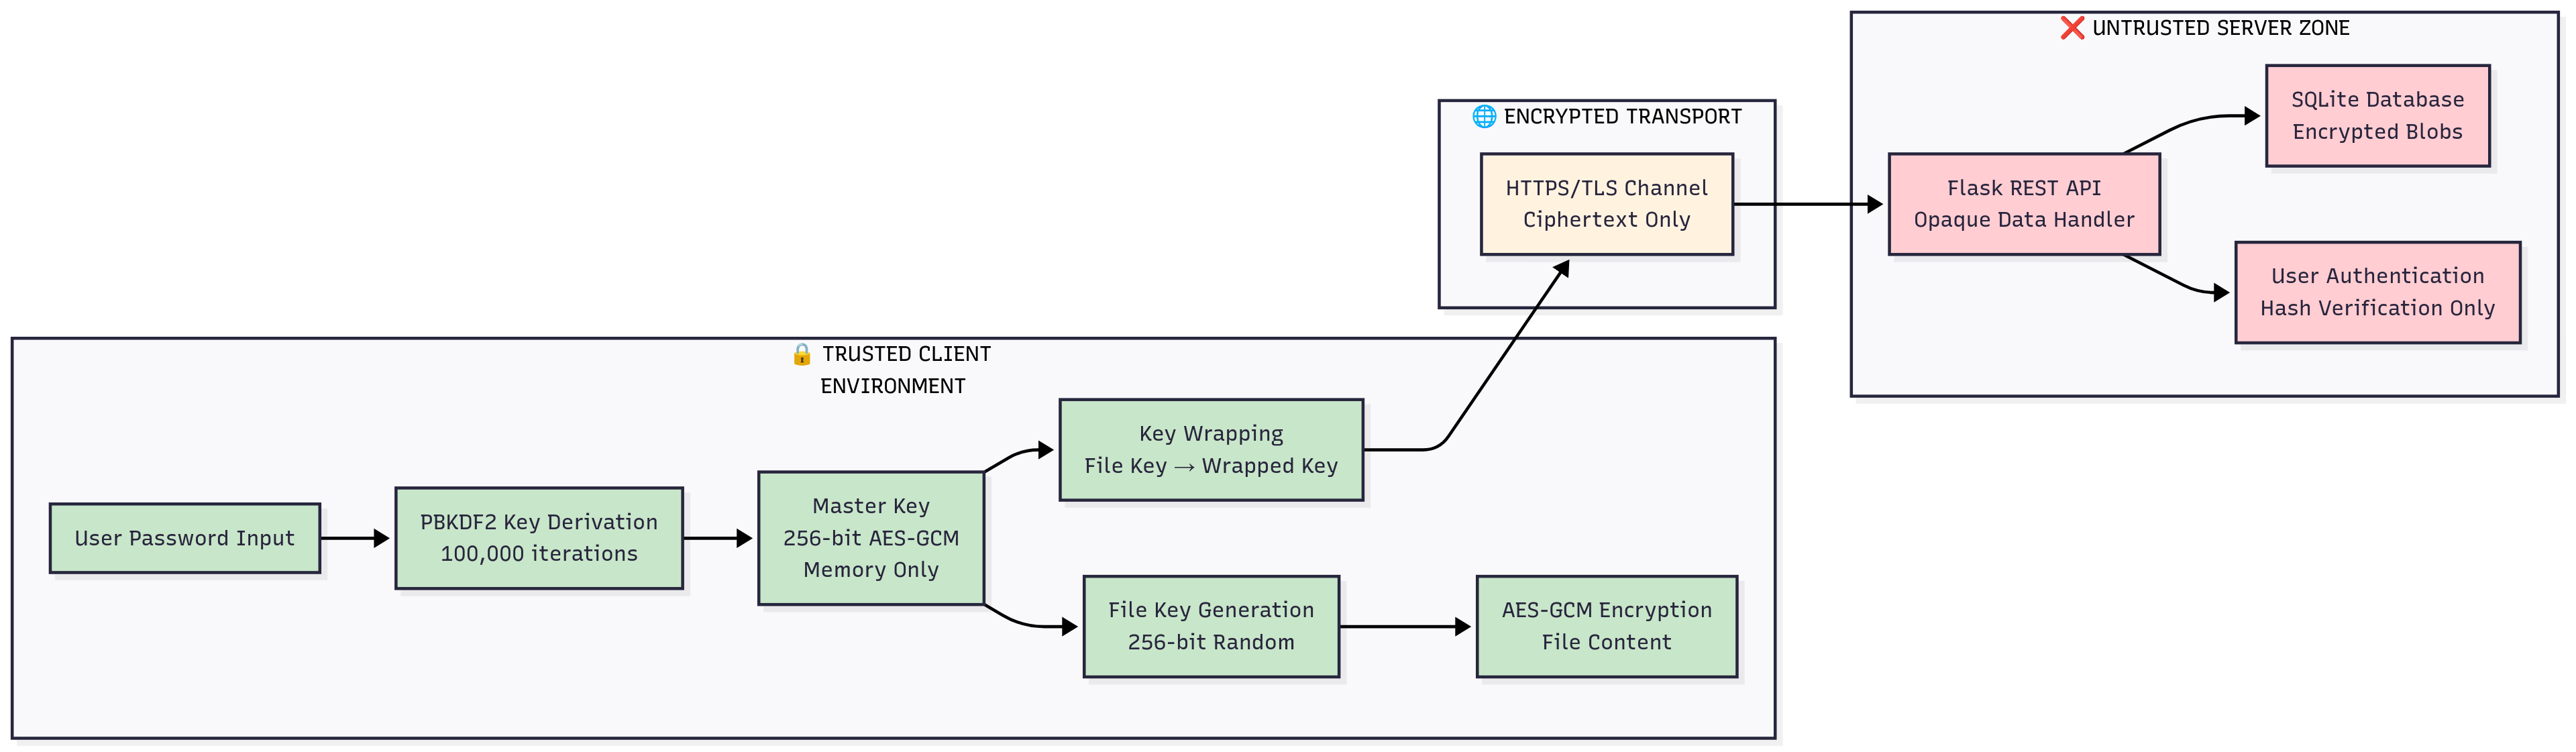 ❌ UNTRUSTED SERVER ZONE
SQLite Database
Encrypted Blobs
🌐 ENCRYPTED TRANSPORT
HTTPS/TLS Channel
Ciphertext Only
Flask REST API
Opaque Data Handler
User Authentication
Hash Verification Only
🔒 TRUSTED CLIENT
ENVIRONMENT
Key Wrapping
File Key → Wrapped Key
User Password Input
PBKDF2 Key Derivation
100,000 iterations
Master Key
256-bit AES-GCM
Memory Only
File Key Generation
256-bit Random
AES-GCM Encryption
File Content